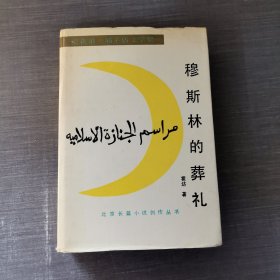 穆斯林的葬礼
مراسم الجنازة الاسلاميه
霍达 著
北京长篇小说创作丛书